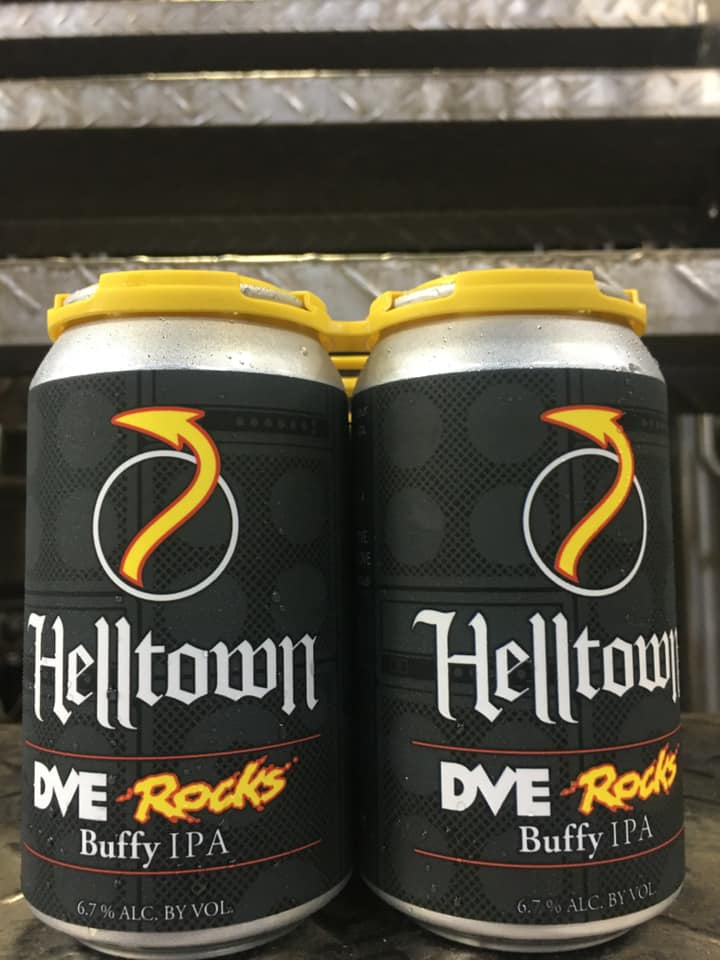 Helltown
DVE Rocks
Buffy IPA
6.7 % ALC. BY VOL.
Helltown
DVE Rocks
Buffy IPA
6.7 % ALC. BY VOL.